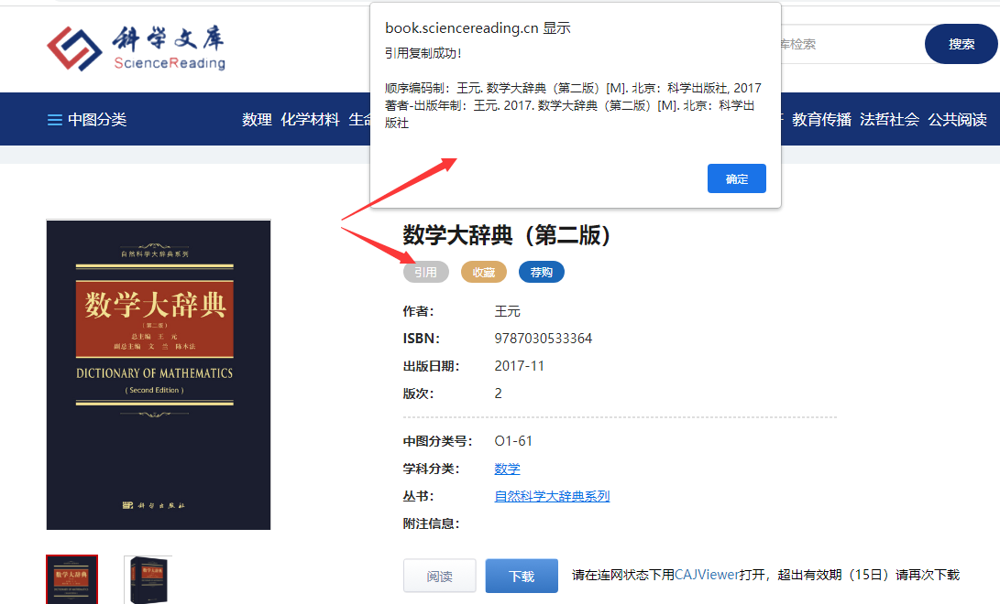 科学文库
ScienceReading
book.sciencereading.cn 显示
引用复制成功！
顺序编码制：王元. 数学大辞典（第二版）[M]. 北京：科学出版社, 2017
著者-出版年制：王元. 2017. 数学大辞典（第二版）[M]. 北京：科学出
版社
确定
库检索
搜索
中图分类
数理 化学材料 生命
教育传播 法哲社会 公共阅读
自然科学大辞典系列
数学大辞典
（第二版）
总主编 王 元
副总主编 文 兰 陈木法
DICTIONARY OF MATHEMATICS
( Second Edition )
科学出版社
数学大辞典（第二版）
引用 收藏 荐购
作者： 王元
ISBN： 9787030533364
出版日期： 2017-11
版次： 2
中图分类号： O1-61
学科分类： 数学
丛书： 自然科学大辞典系列
附注信息：
阅读 下载 请在连网状态下用CAJViewer打开，超出有效期（15日）请再次下载
数学大辞典
数学大辞典